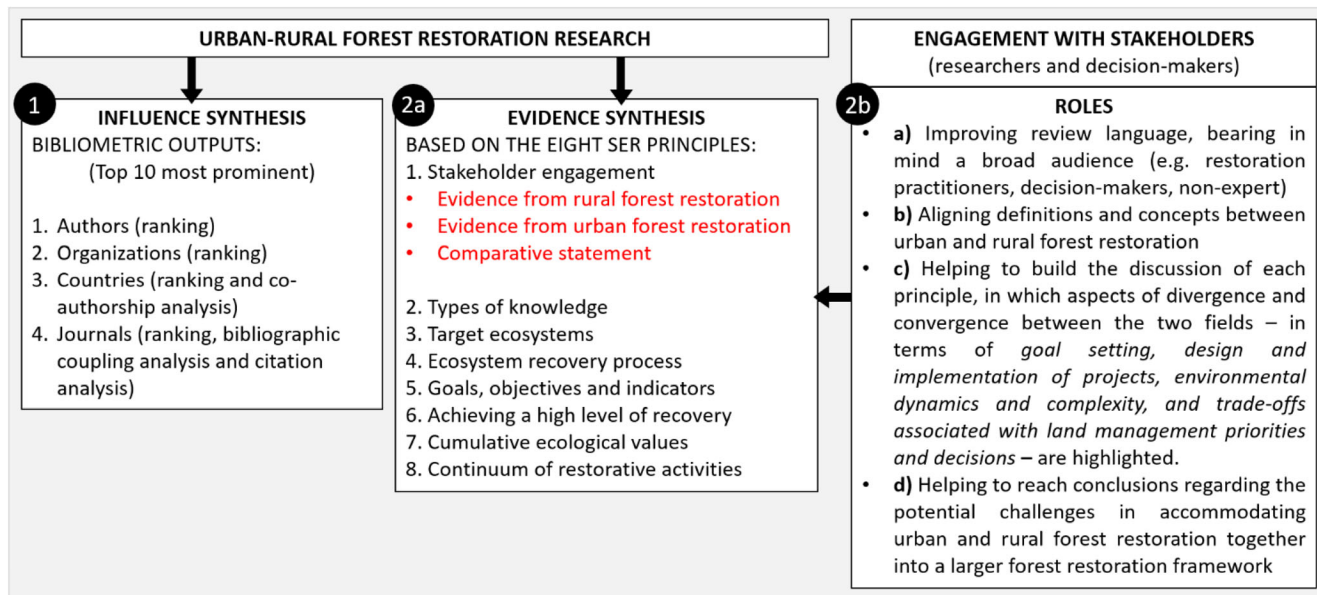 URBAN-RURAL FOREST RESTORATION RESEARCH
1
INFLUENCE SYNTHESIS
BIBLIOMETRIC OUTPUTS:
(Top 10 most prominent)
1. Authors (ranking)
2. Organizations (ranking)
3. Countries (ranking and co-
authorship analysis)
4. Journals (ranking, bibliographic
coupling analysis and citation
analysis)
2a
EVIDENCE SYNTHESIS
BASED ON THE EIGHT SER PRINCIPLES:
1. Stakeholder engagement
• Evidence from rural forest restoration
• Evidence from urban forest restoration
• Comparative statement
2. Types of knowledge
3. Target ecosystems
4. Ecosystem recovery process
5. Goals, objectives and indicators
6. Achieving a high level of recovery
7. Cumulative ecological values
8. Continuum of restorative activities
ENGAGEMENT WITH STAKEHOLDERS
(researchers and decision-makers)
2b
ROLES
• a) Improving review language, bearing in
mind a broad audience (e.g. restoration
practitioners, decision-makers, non-expert)
• b) Aligning definitions and concepts between
urban and rural forest restoration
• c) Helping to build the discussion of each
principle, in which aspects of divergence and
convergence between the two fields – in
terms of goal setting, design and
implementation of projects, environmental
dynamics and complexity, and trade-offs
associated with land management priorities
and decisions – are highlighted.
• d) Helping to reach conclusions regarding the
potential challenges in accommodating
urban and rural forest restoration together
into a larger forest restoration framework